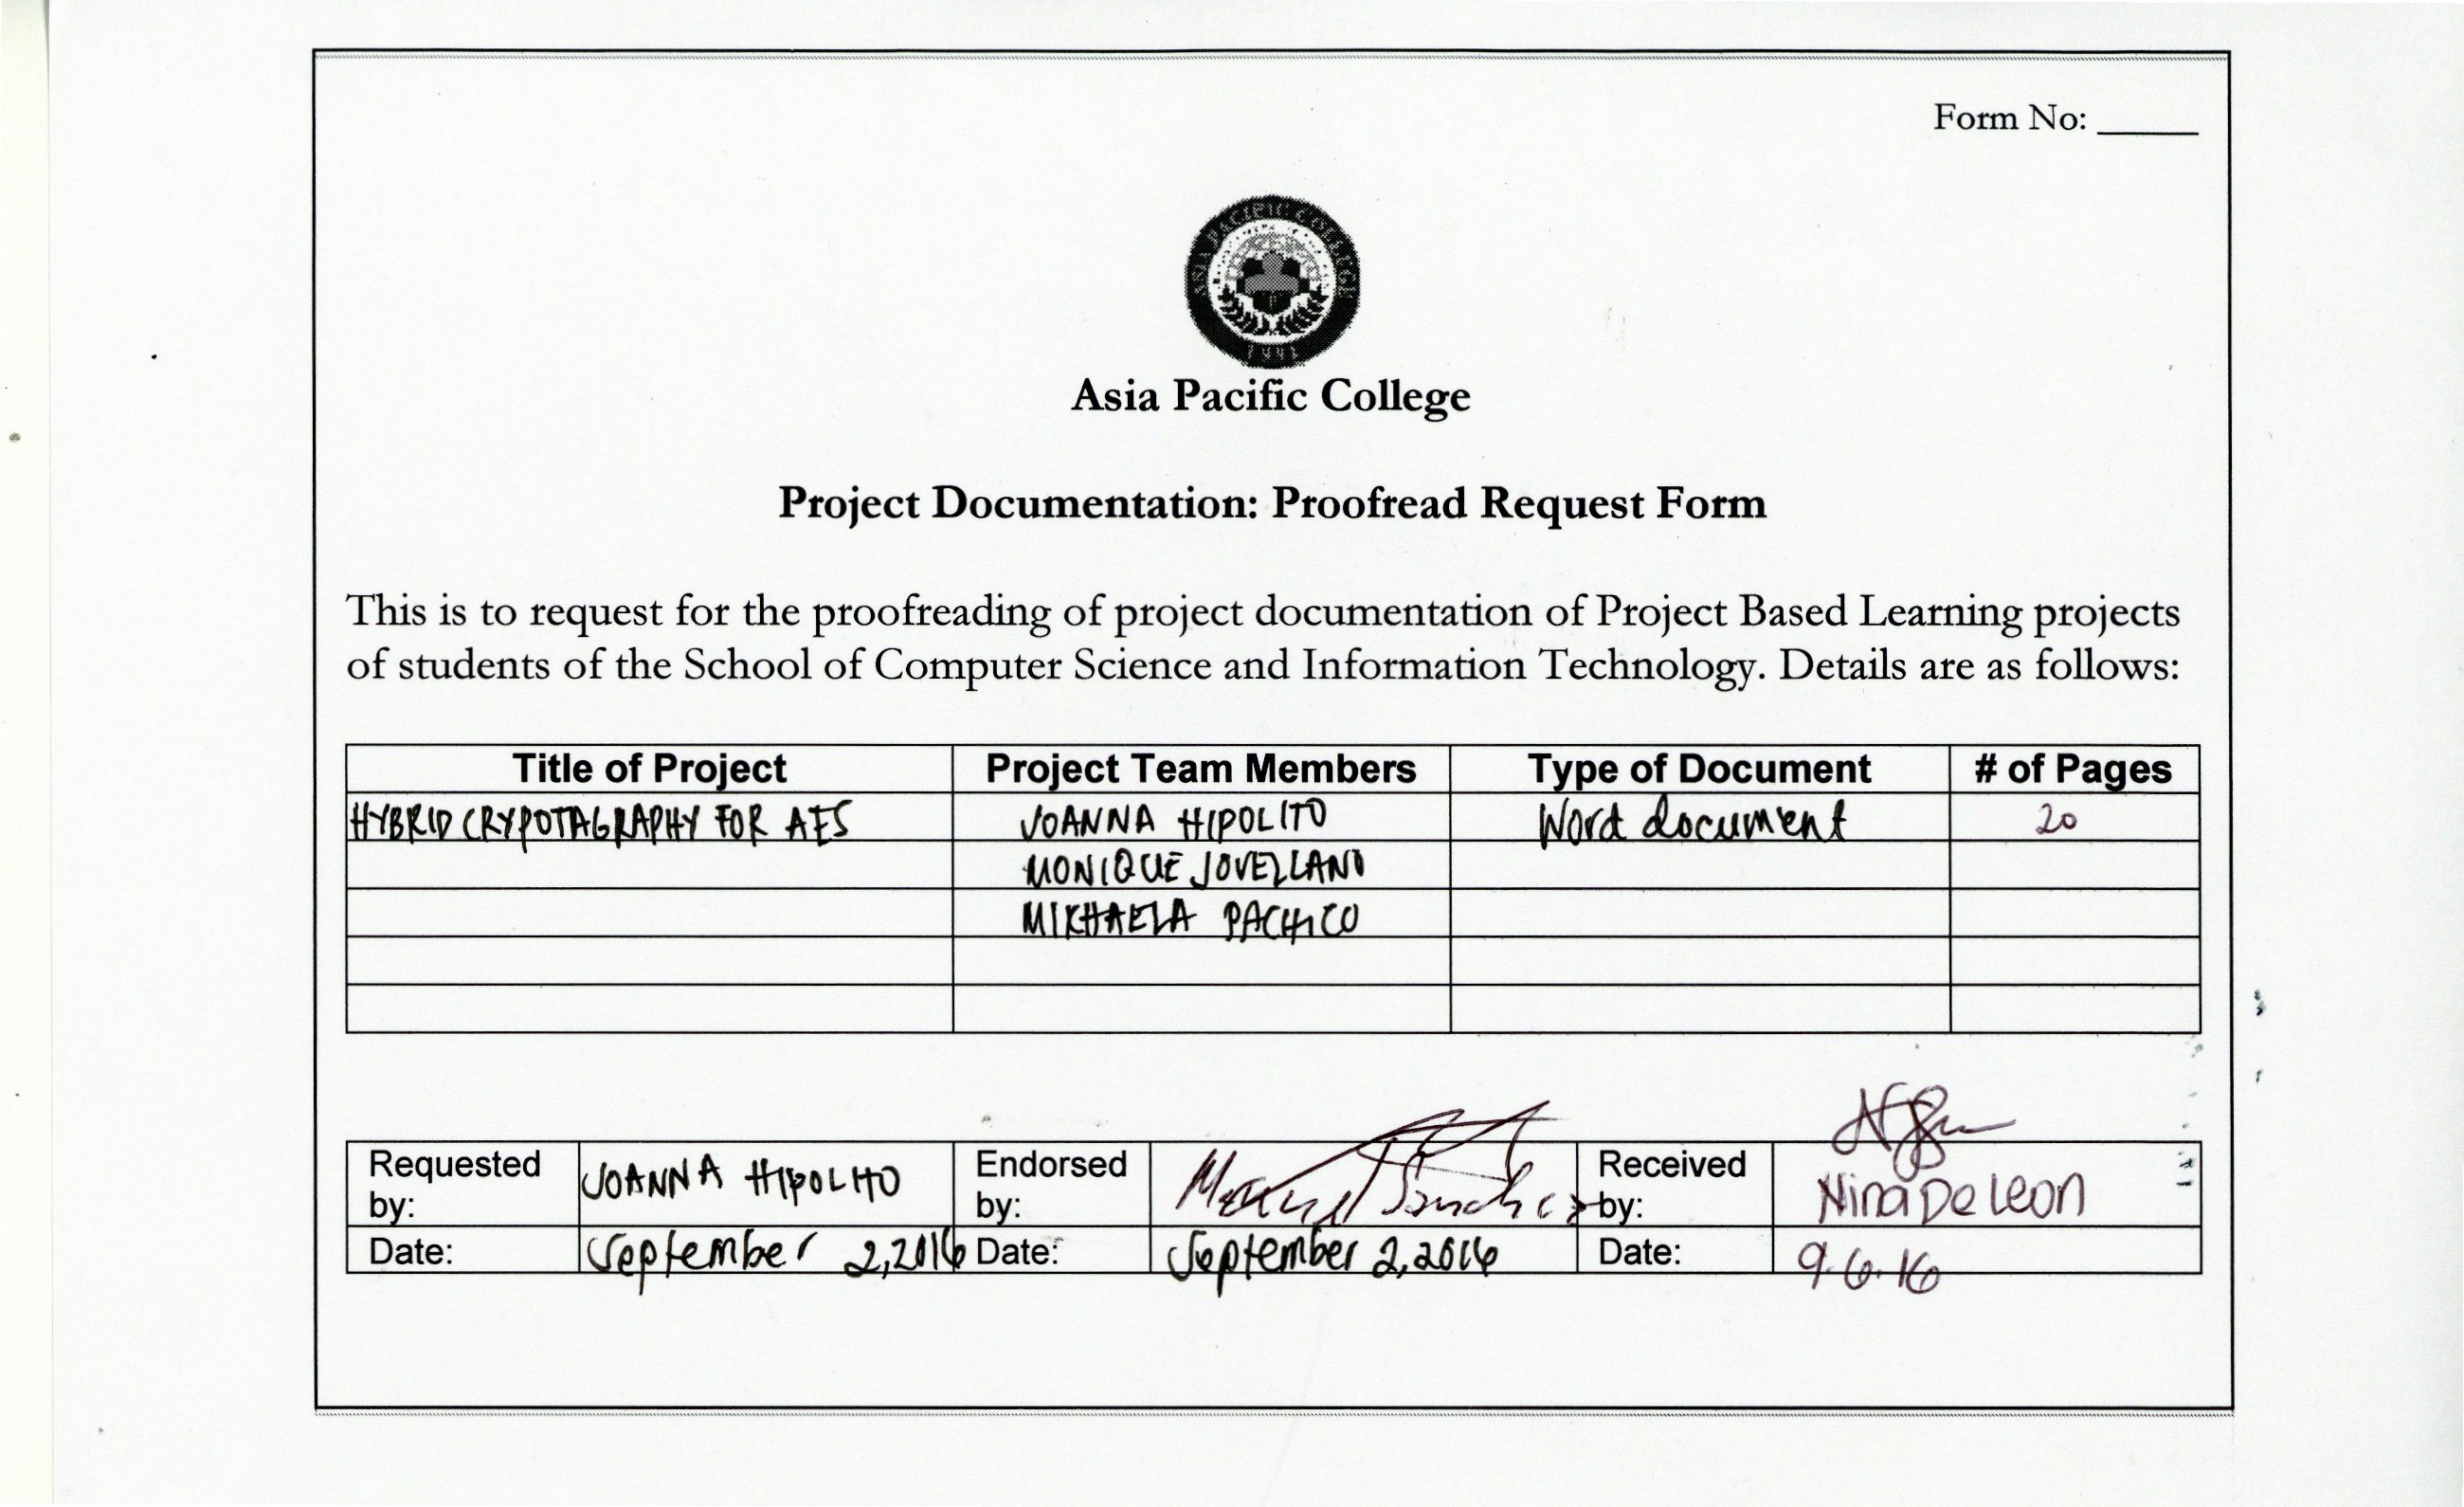 Form No: ______
ASIA PACIFIC COLLEGE
Asia Pacific College
Project Documentation: Proofread Request Form
This is to request for the proofreading of project documentation of Project Based Learning projects
of students of the School of Computer Science and Information Technology. Details are as follows:
Title of Project Project Team Members Type of Document # of Pages
HYBRID CRYPOTAGRAPHY FOR AES JOANNA HIPOLITO Word document 20
MONIQUE JOVELLANO
MIKHAELA PACHICO
Requested by: JOANNA HIPOLITO Endorsed by: Manuel Sanchez Received by: Nina De Leon
Date: September 2, 2016 Date: September 2, 2016 Date: 9.6.16